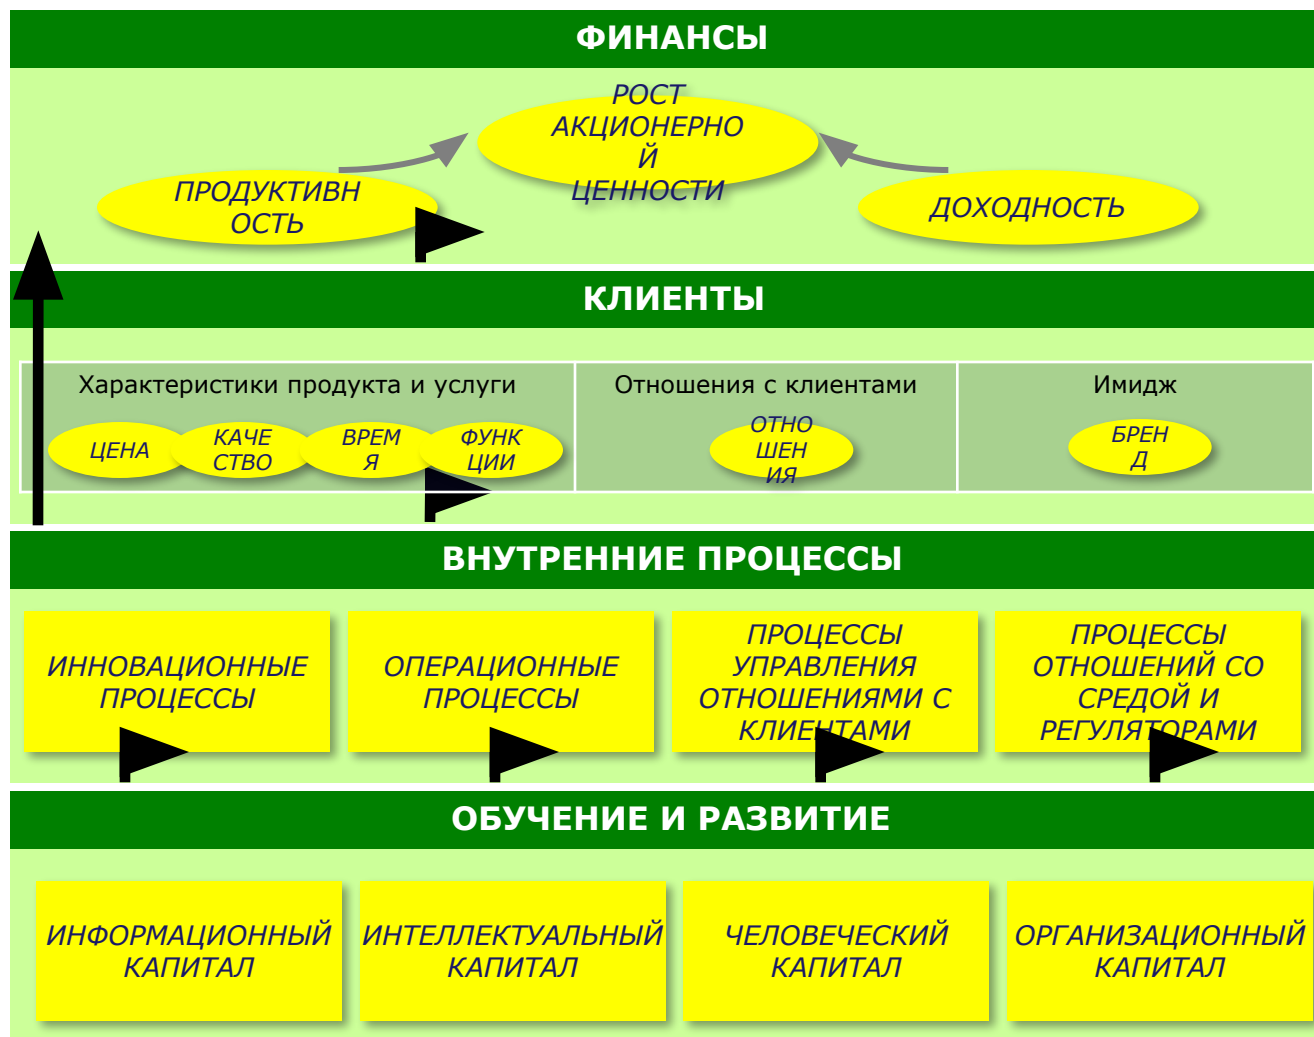 ФИНАНСЫ
РОСТ
АКЦИОНЕРНО
Й
ЦЕННОСТИ
ПРОДУКТИВН
ОСТЬ
ДОХОДНОСТЬ
КЛИЕНТЫ
Характеристики продукта и услуги
Отношения с клиентами
Имидж
ЦЕНА
КАЧЕ
СТВО
ВРЕМ
Я
ФУНК
ЦИИ
ОТНО
ШЕН
ИЯ
БРЕН
Д
ВНУТРЕННИЕ ПРОЦЕССЫ
ИННОВАЦИОННЫЕ
ПРОЦЕССЫ
ОПЕРАЦИОННЫЕ
ПРОЦЕССЫ
ПРОЦЕССЫ
УПРАВЛЕНИЯ
ОТНОШЕНИЯМИ С
КЛИЕНТАМИ
ПРОЦЕССЫ
ОТНОШЕНИЙ СО
СРЕДОЙ И
РЕГУЛЯТОРАМИ
ОБУЧЕНИЕ И РАЗВИТИЕ
ИНФОРМАЦИОННЫЙ
КАПИТАЛ
ИНТЕЛЛЕКТУАЛЬНЫЙ
КАПИТАЛ
ЧЕЛОВЕЧЕСКИЙ
КАПИТАЛ
ОРГАНИЗАЦИОННЫЙ
КАПИТАЛ